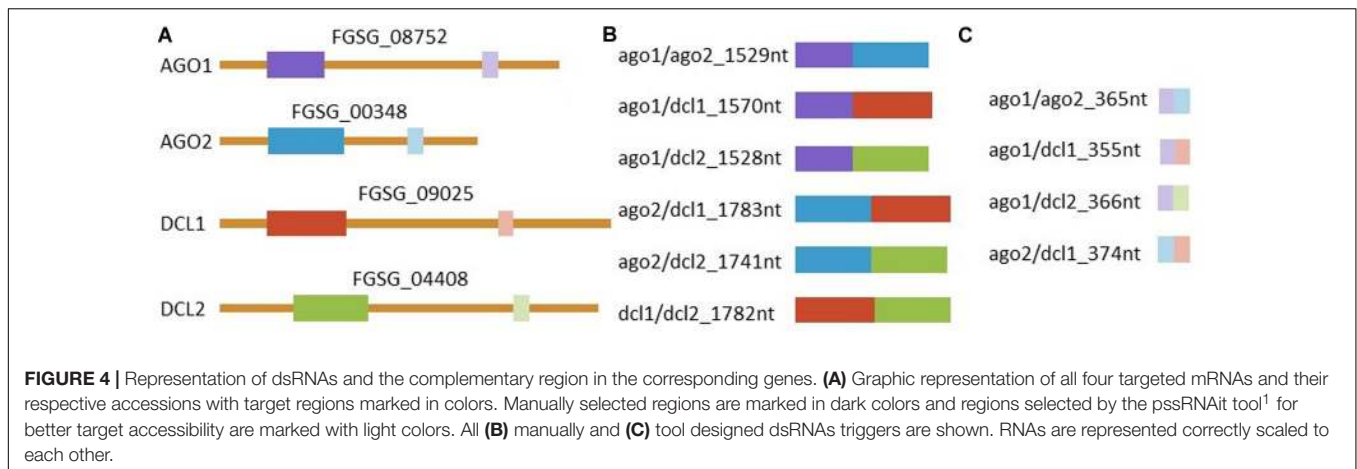 A
FGSG_08752
AGO1
FGSG_00348
AGO2
FGSG_09025
DCL1
FGSG_04408
DCL2
B
ago1/ago2_1529nt
ago1/dcl1_1570nt
ago1/dcl2_1528nt
ago2/dcl1_1783nt
ago2/dcl2_1741nt
dcl1/dcl2_1782nt
C
ago1/ago2_365nt
ago1/dcl1_355nt
ago1/dcl2_366nt
ago2/dcl1_374nt
FIGURE 4 | Representation of dsRNAs and the complementary region in the corresponding genes. (A) Graphic representation of all four targeted mRNAs and their
respective accessions with target regions marked in colors. Manually selected regions are marked in dark colors and regions selected by the pssRNAit tool¹ for
better target accessibility are marked with light colors. All (B) manually and (C) tool designed dsRNAs triggers are shown. RNAs are represented correctly scaled to
each other.